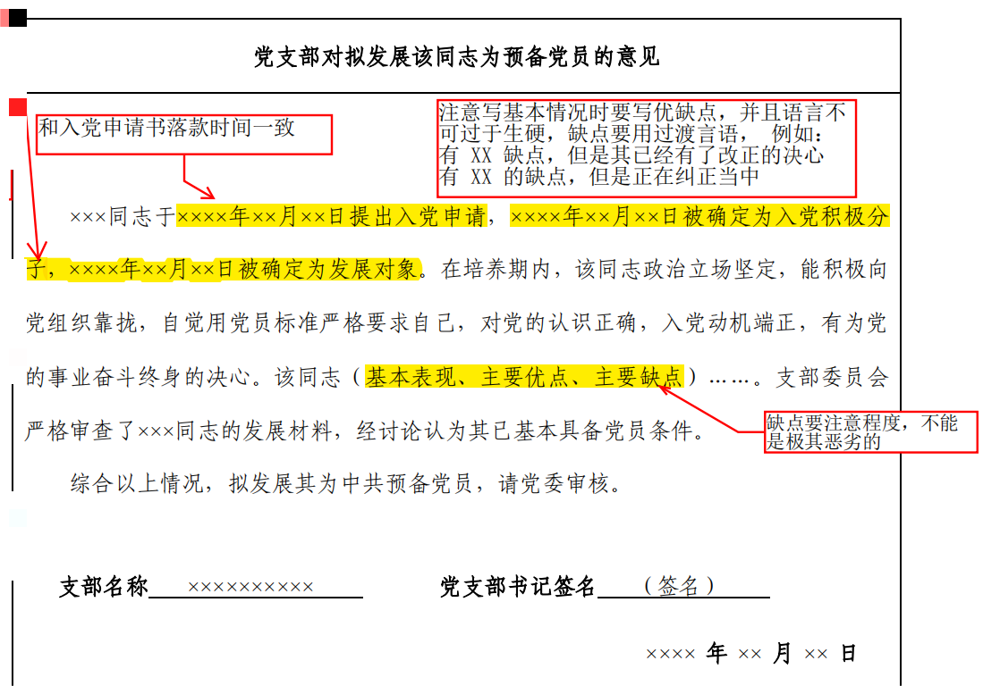 党支部对拟发展该同志为预备党员的意见
和入党申请书落款时间一致
注意写基本情况时要写优缺点，并且语言不
可过于生硬，缺点要用过渡言语， 例如：
有 XX 缺点，但是其已经有了改正的决心
有 XX 的缺点，但是正在纠正当中
×××同志于××××年××月××日提出入党申请，××××年××月××日被确定为入党积极分
子，××××年××月××日被确定为发展对象。在培养期内，该同志政治立场坚定，能积极向
党组织靠拢，自觉用党员标准严格要求自己，对党的认识正确，入党动机端正，有为党
的事业奋斗终身的决心。该同志（基本表现、主要优点、主要缺点）……。支部委员会
严格审查了×××同志的发展材料，经讨论认为其已基本具备党员条件。
缺点要注意程度，不能
是极其恶劣的
综合以上情况，拟发展其为中共预备党员，请党委审核。
支部名称 ×××××××××× 党支部书记签名 （签名）
×××× 年 ×× 月 ×× 日